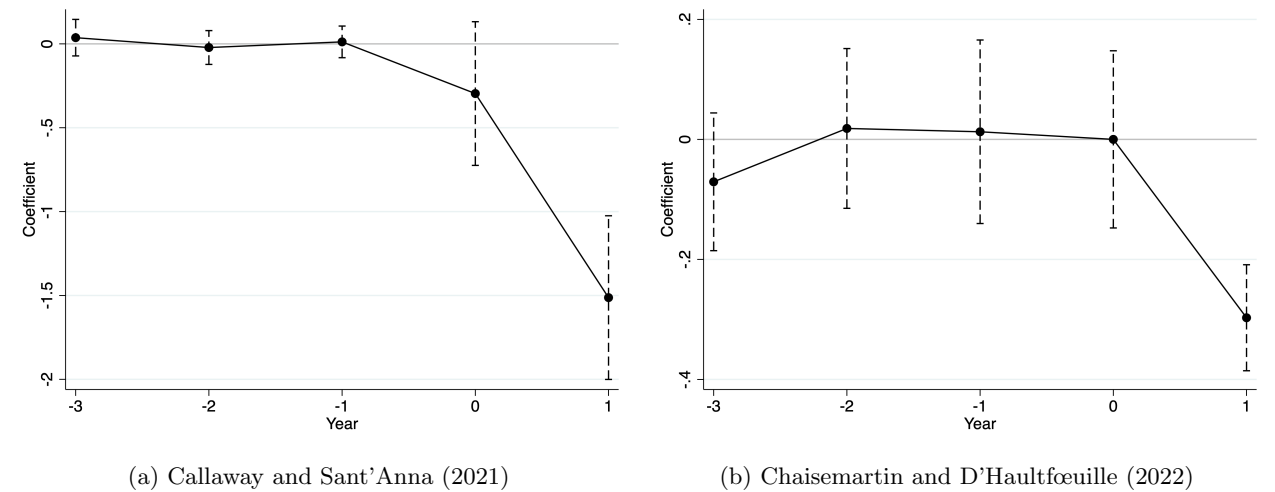 0
-.5
-1
-1.5
-2
Coefficient
-3 -2 -1 0 1
Year
(a) Callaway and Sant'Anna (2021)
.2
0
-.2
-.4
Coefficient
-3 -2 -1 0 1
Year
(b) Chaisemartin and D'Haultfœuille (2022)